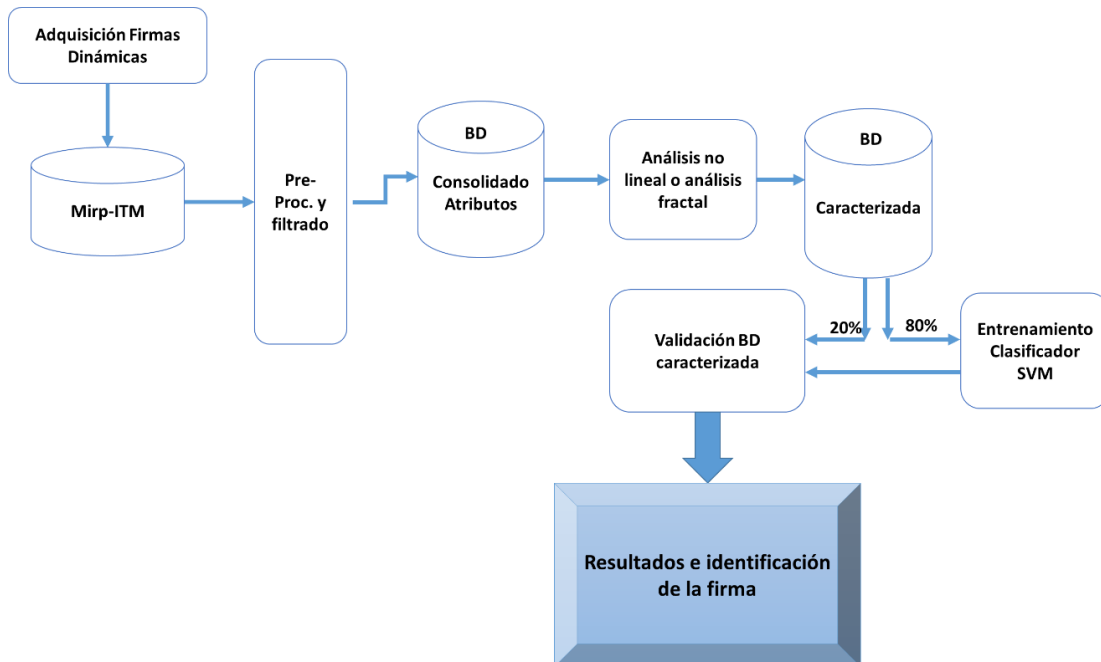 Adquisición Firmas
Dinámicas
Mirp-ITM
Pre-
Proc. y
filtrado
BD
Consolidado
Atributos
Análisis no
lineal o análisis
fractal
BD
Caracterizada
20%
80%
Validación BD
caracterizada
Entrenamiento
Clasificador
SVM
Resultados e identificación
de la firma